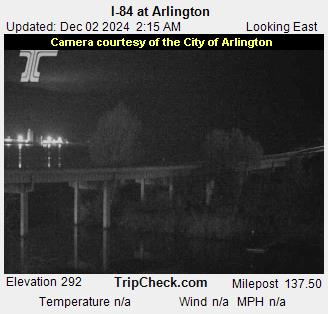 I-84 at Arlington
Updated: Dec 02 2024 2:15 AM Looking East
Camera courtesy of the City of Arlington
Elevation 292 TripCheck.com Milepost 137.50
Temperature n/a Wind n/a MPH n/a